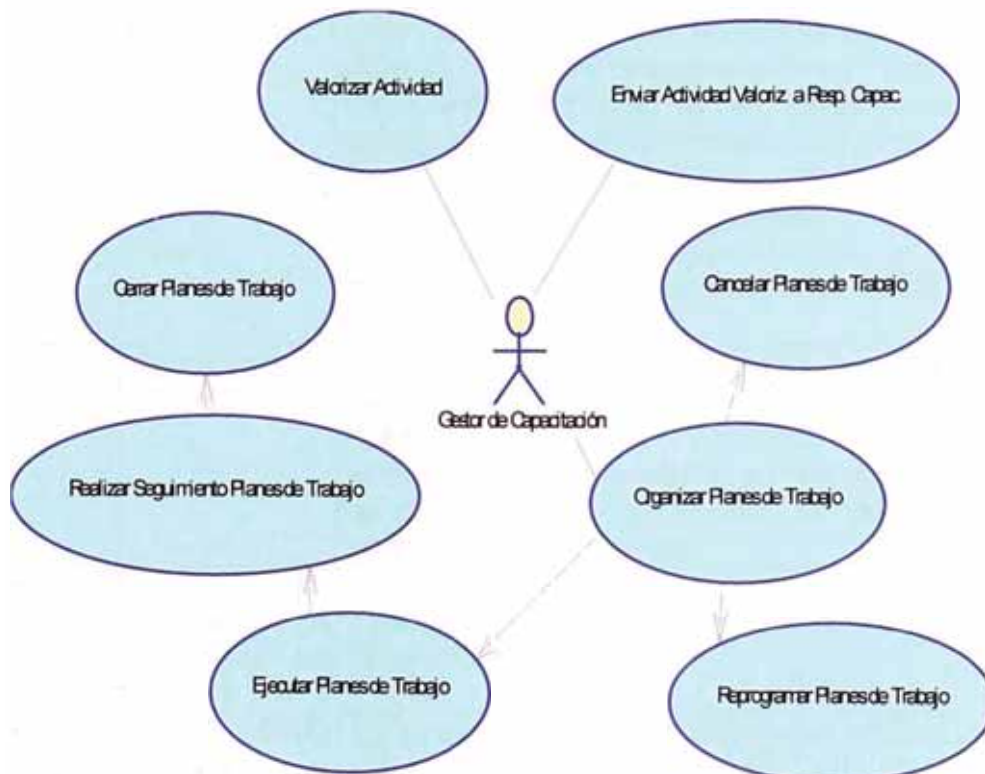 Valorizar Actividad
Enviar Actividad Valoriz. a Resp. Capac.
Cerrar Planes de Trabajo
Cancelar Planes de Trabajo
Gestor de Capacitación
Realizar Seguimiento Planes de Trabajo
Organizar Planes de Trabajo
Ejecutar Planes de Trabajo
Reprogramar Planes de Trabajo